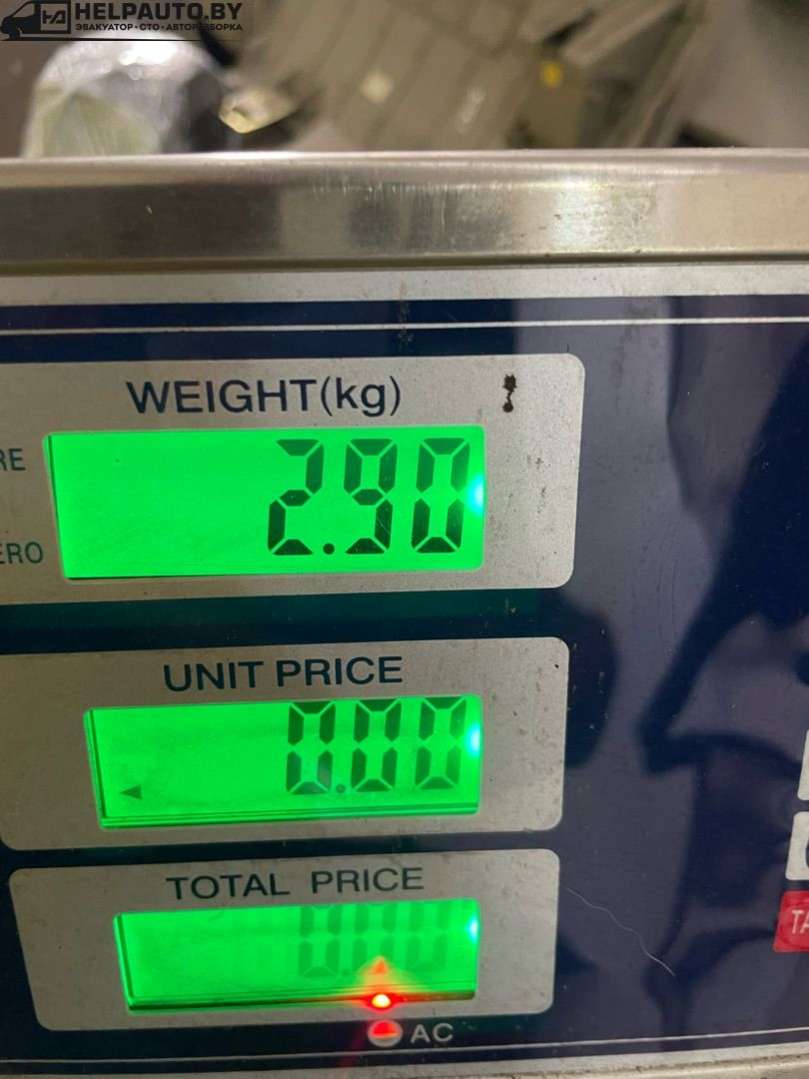 HELPAUTO.BY
ЭВАКУАТОР·СТО·АВТОРАЗБОРКА
WEIGHT(kg)
RE
2.90
ERO
UNIT PRICE
0.00
TOTAL PRICE
0.00
AC
TA